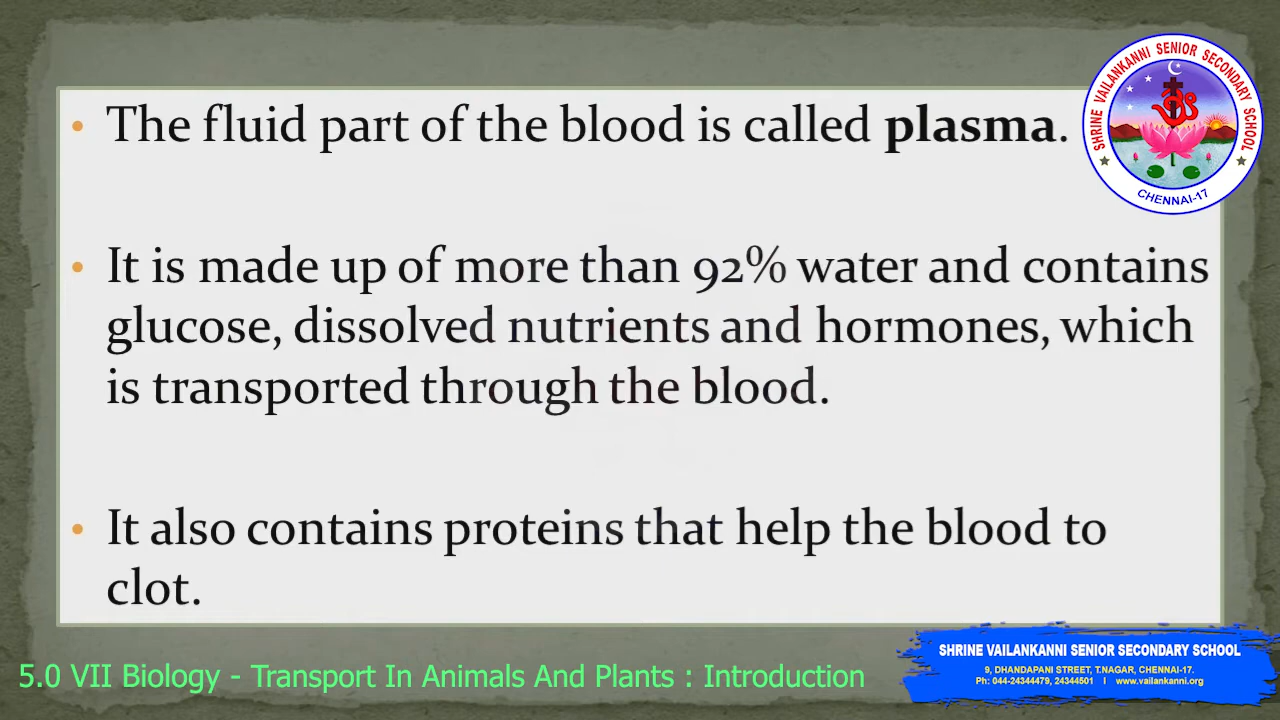 • The fluid part of the blood is called plasma.
• It is made up of more than 92% water and contains
glucose, dissolved nutrients and hormones, which
is transported through the blood.
• It also contains proteins that help the blood to
clot.
SHRINE VAILANKANNI SENIOR SECONDARY SCHOOL
CHENNAI-17
5.0 VII Biology - Transport In Animals And Plants : Introduction
SHRINE VAILANKANNI SENIOR SECONDARY SCHOOL
9, DHANDAPANI STREET, T.NAGAR, CHENNAI-17.
Ph: 044-24344479, 24344501 I www.vailankanni.org